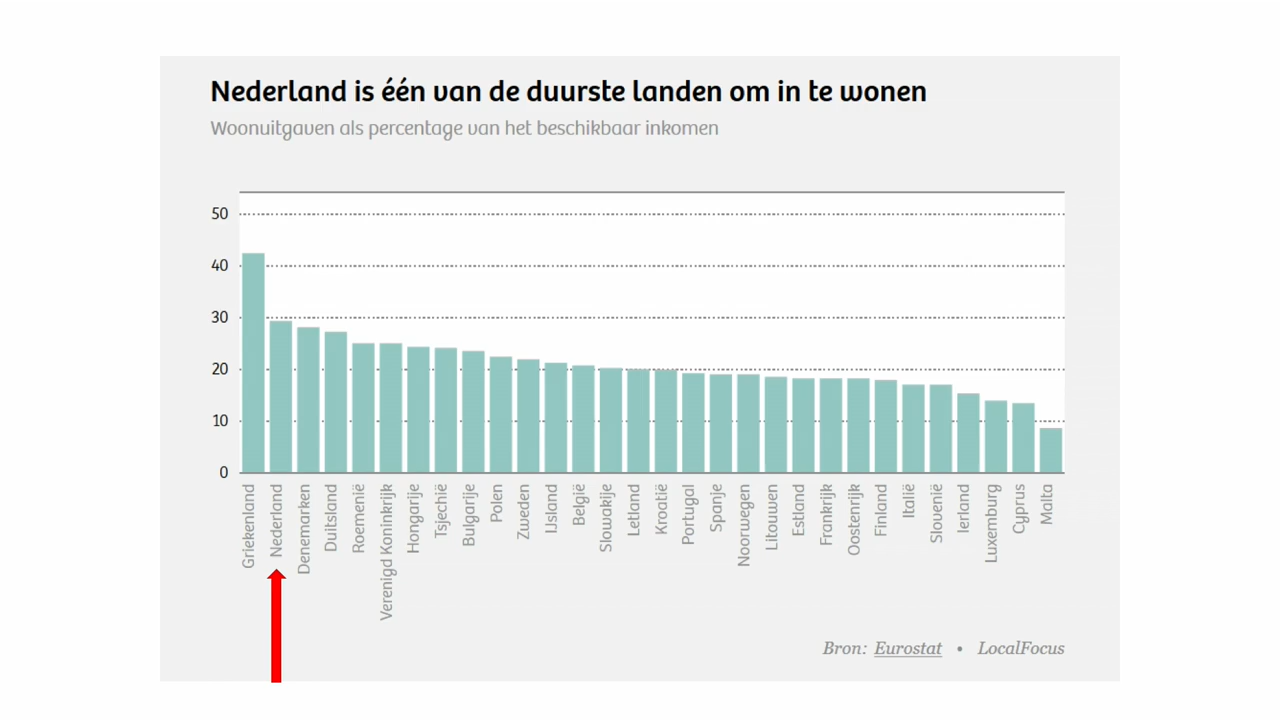 Nederland is één van de duurste landen om in te wonen
Woonuitgaven als percentage van het beschikbaar inkomen
50
40
30
20
10
0
Griekenland
Nederland
Denemarken
Duitsland
Roemenië
Verenigd Koninkrijk
Hongarije
Tsjechië
Bulgarije
Polen
Zweden
IJsland
België
Slowakije
Letland
Kroatië
Portugal
Spanje
Noorwegen
Litouwen
Estland
Frankrijk
Oostenrijk
Finland
Italië
Slovenië
Ierland
Luxemburg
Cyprus
Malta
Bron: Eurostat • LocalFocus